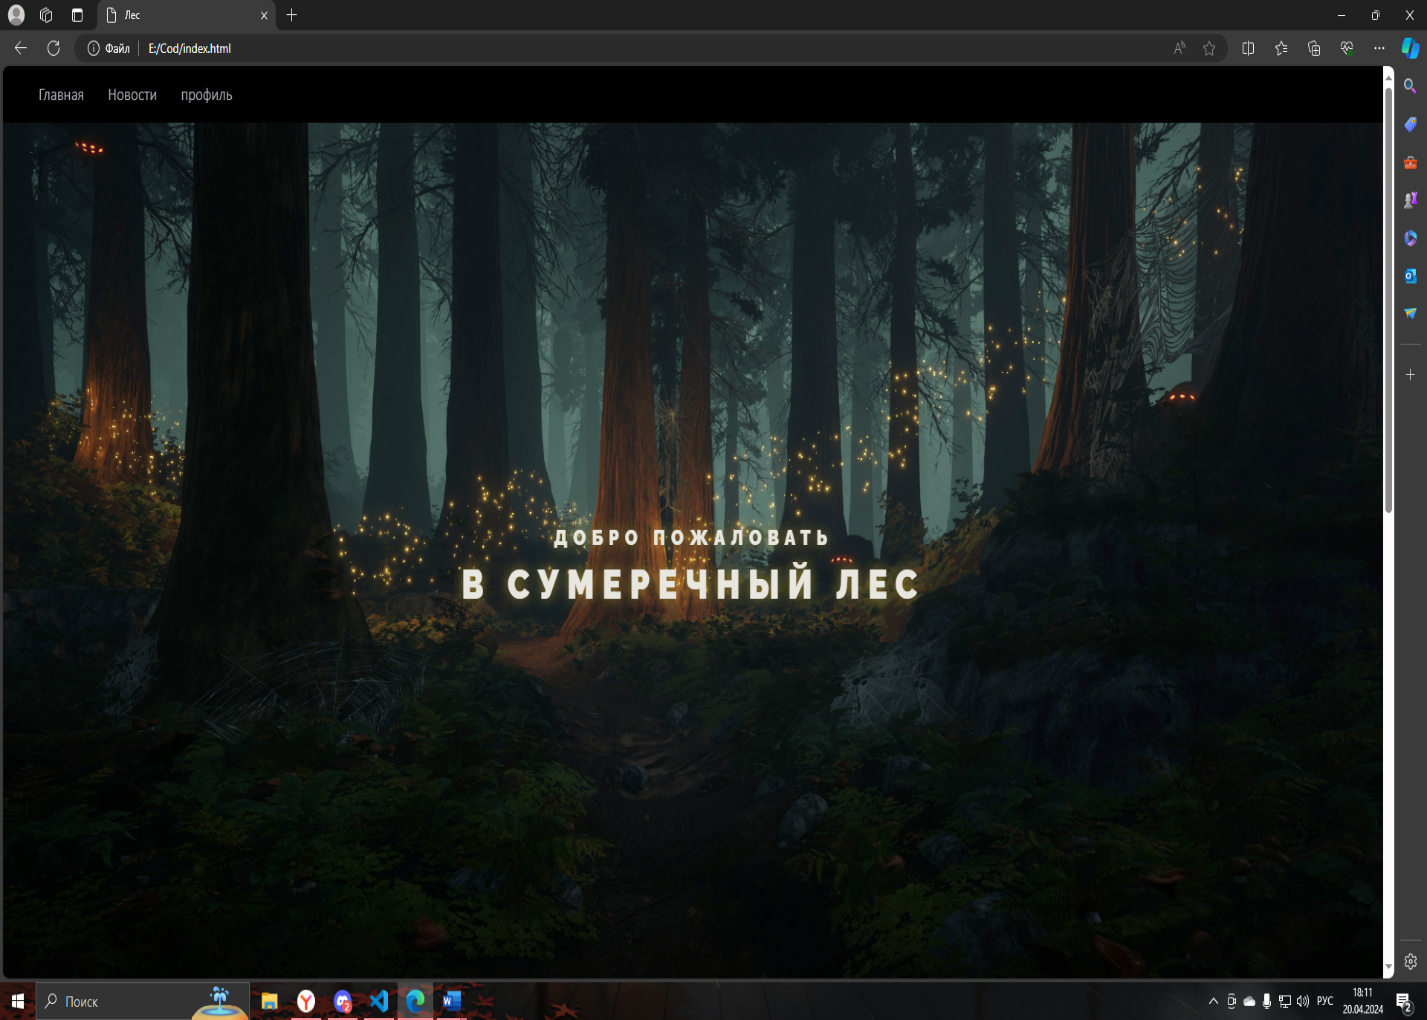 Лес
Файл
E:/Cod/index.html
Главная
Новости
профиль
ДОБРО ПОЖАЛОВАТЬ
В СУМЕРЕЧНЫЙ ЛЕС
Поиск
РУС
18:11
20.04.2024
2